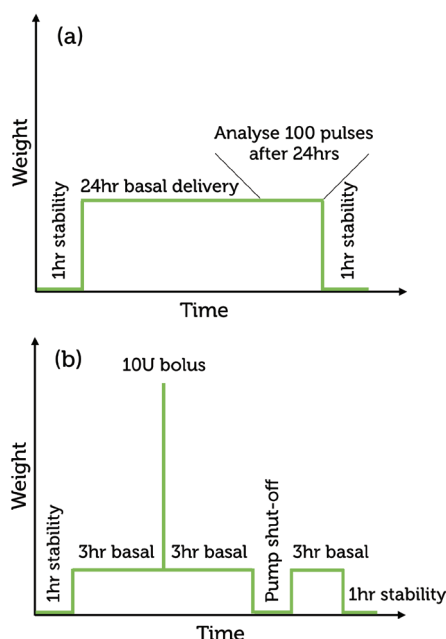 (a)
Weight
Analyse 100 pulses
after 24hrs
24hr basal delivery
1hr stability
1hr stability
Time
(b)
Weight
10U bolus
1hr stability
3hr basal
3hr basal
Pump shut-off
3hr basal
1hr stability
Time